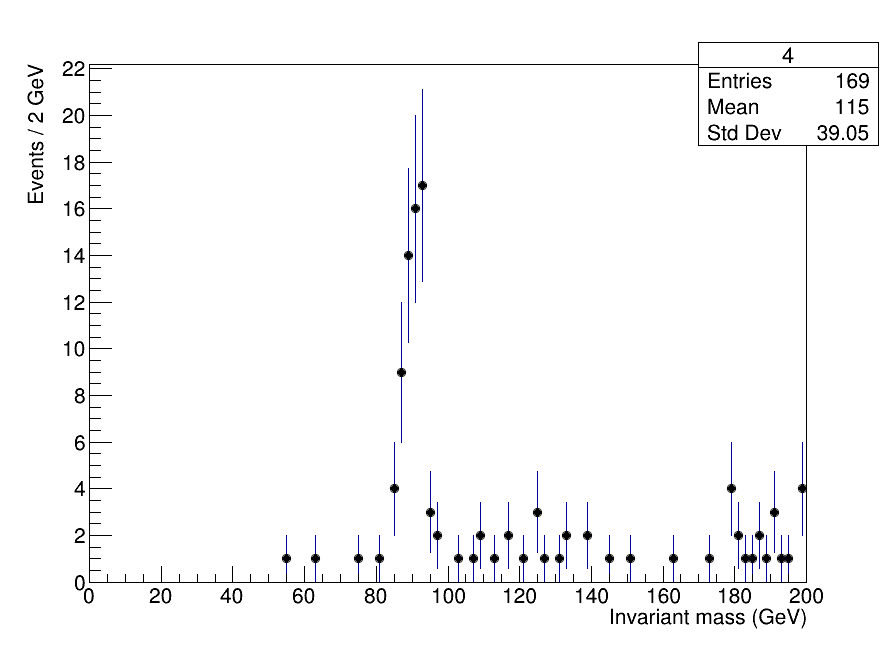 4
Entries 169
Mean 115
Std Dev 39.05
Events / 2 GeV
22
20
18
16
14
12
10
8
6
4
2
0
0 20 40 60 80 100 120 140 160 180 200
Invariant mass (GeV)